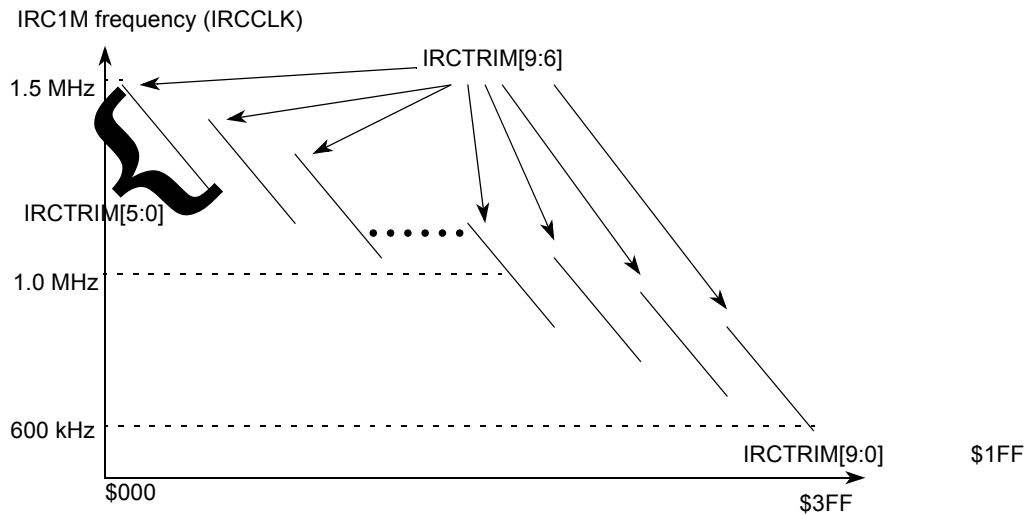 IRC1M frequency (IRCCLK)
IRCTRIM[9:6]
1.5 MHz
IRCTRIM[5:0]
1.0 MHz
600 kHz
IRCTRIM[9:0]
$1FF
$000
$3FF